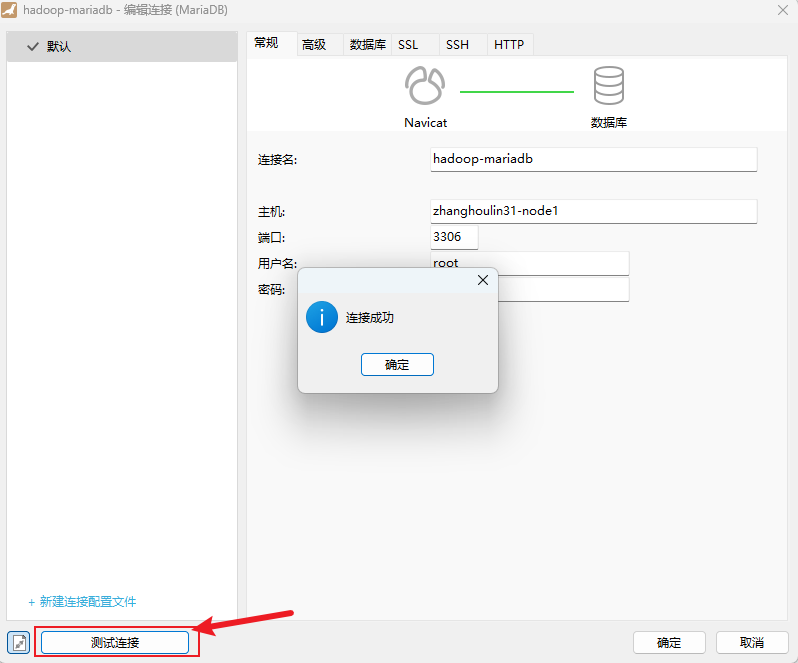 hadoop-mariadb - 编辑连接 (MariaDB)
默认
常规 高级 数据库 SSL SSH HTTP
Navicat 数据库
连接名: hadoop-mariadb
主机: zhanghoulin31-node1
端口: 3306
用户名: root
密码:
连接成功
确定
+ 新建连接配置文件
测试连接 确定 取消